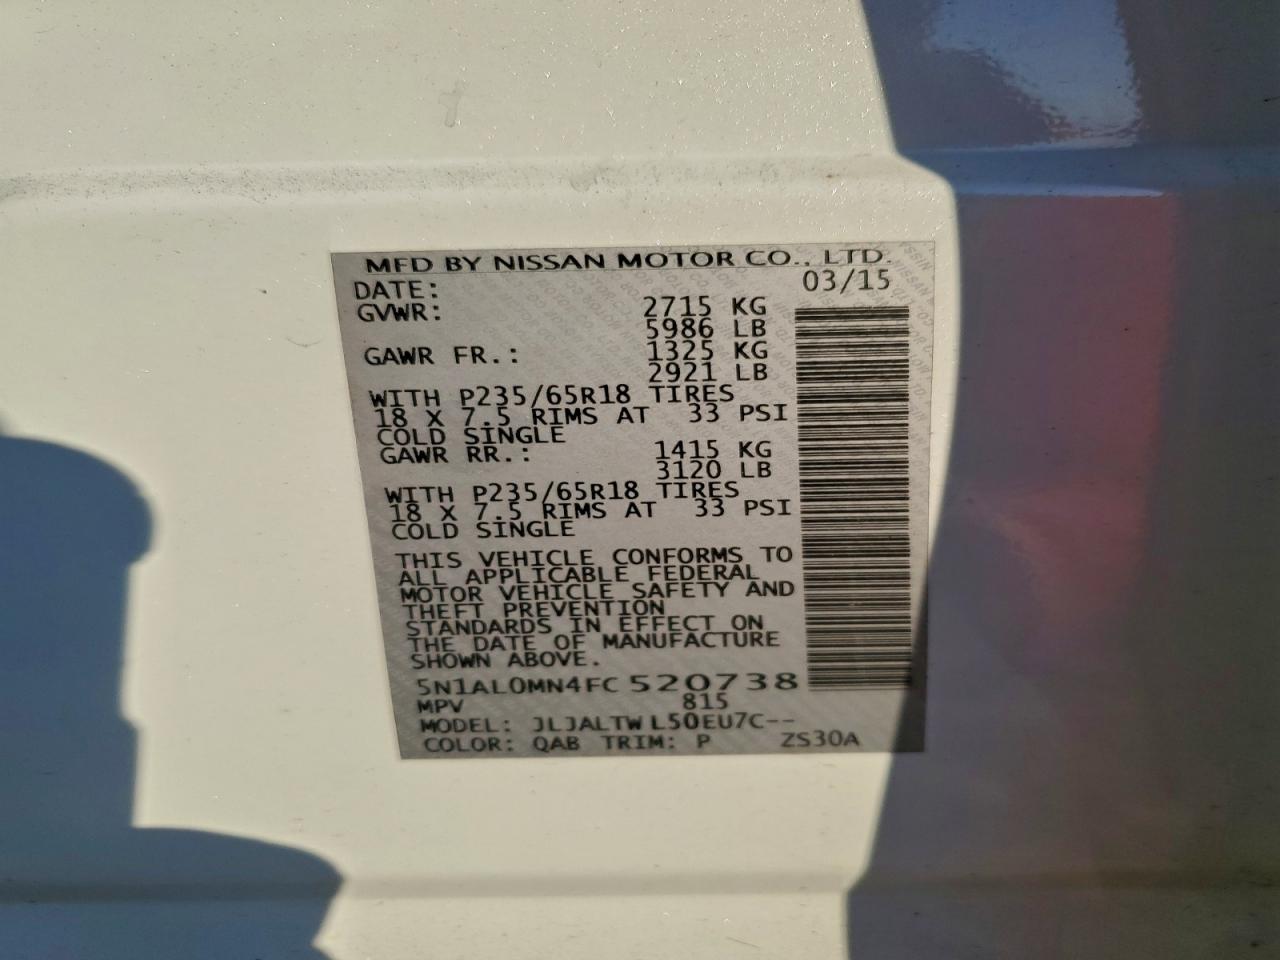 MFD BY NISSAN MOTOR CO., LTD.
DATE: 03/15
GVWR: 2715 KG
5986 LB
GAWR FR.: 1325 KG
2921 LB
WITH P235/65R18 TIRES
18 X 7.5 RIMS AT 33 PSI
COLD SINGLE
GAWR RR.: 1415 KG
3120 LB
WITH P235/65R18 TIRES
18 X 7.5 RIMS AT 33 PSI
COLD SINGLE
THIS VEHICLE CONFORMS TO
ALL APPLICABLE FEDERAL
MOTOR VEHICLE SAFETY AND
THEFT PREVENTION
STANDARDS IN EFFECT ON
THE DATE OF MANUFACTURE
SHOWN ABOVE.
5N1AL0MN4FC 520738
MPV 815
MODEL: JLJALTW L50EU7C--
COLOR: QAB TRIM: P ZS30A